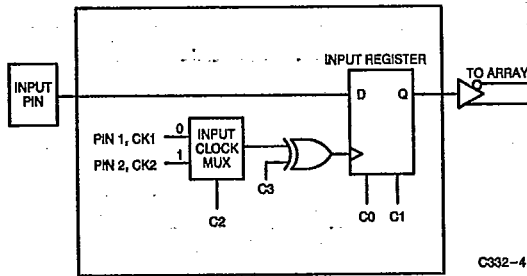 INPUT REGISTER
TO ARRAY
INPUT
PIN
D
Q
PIN 1, CK1
0
INPUT
CLOCK
MUX
PIN 2, CK2
1
C3
C2
C0
C1
C332-4